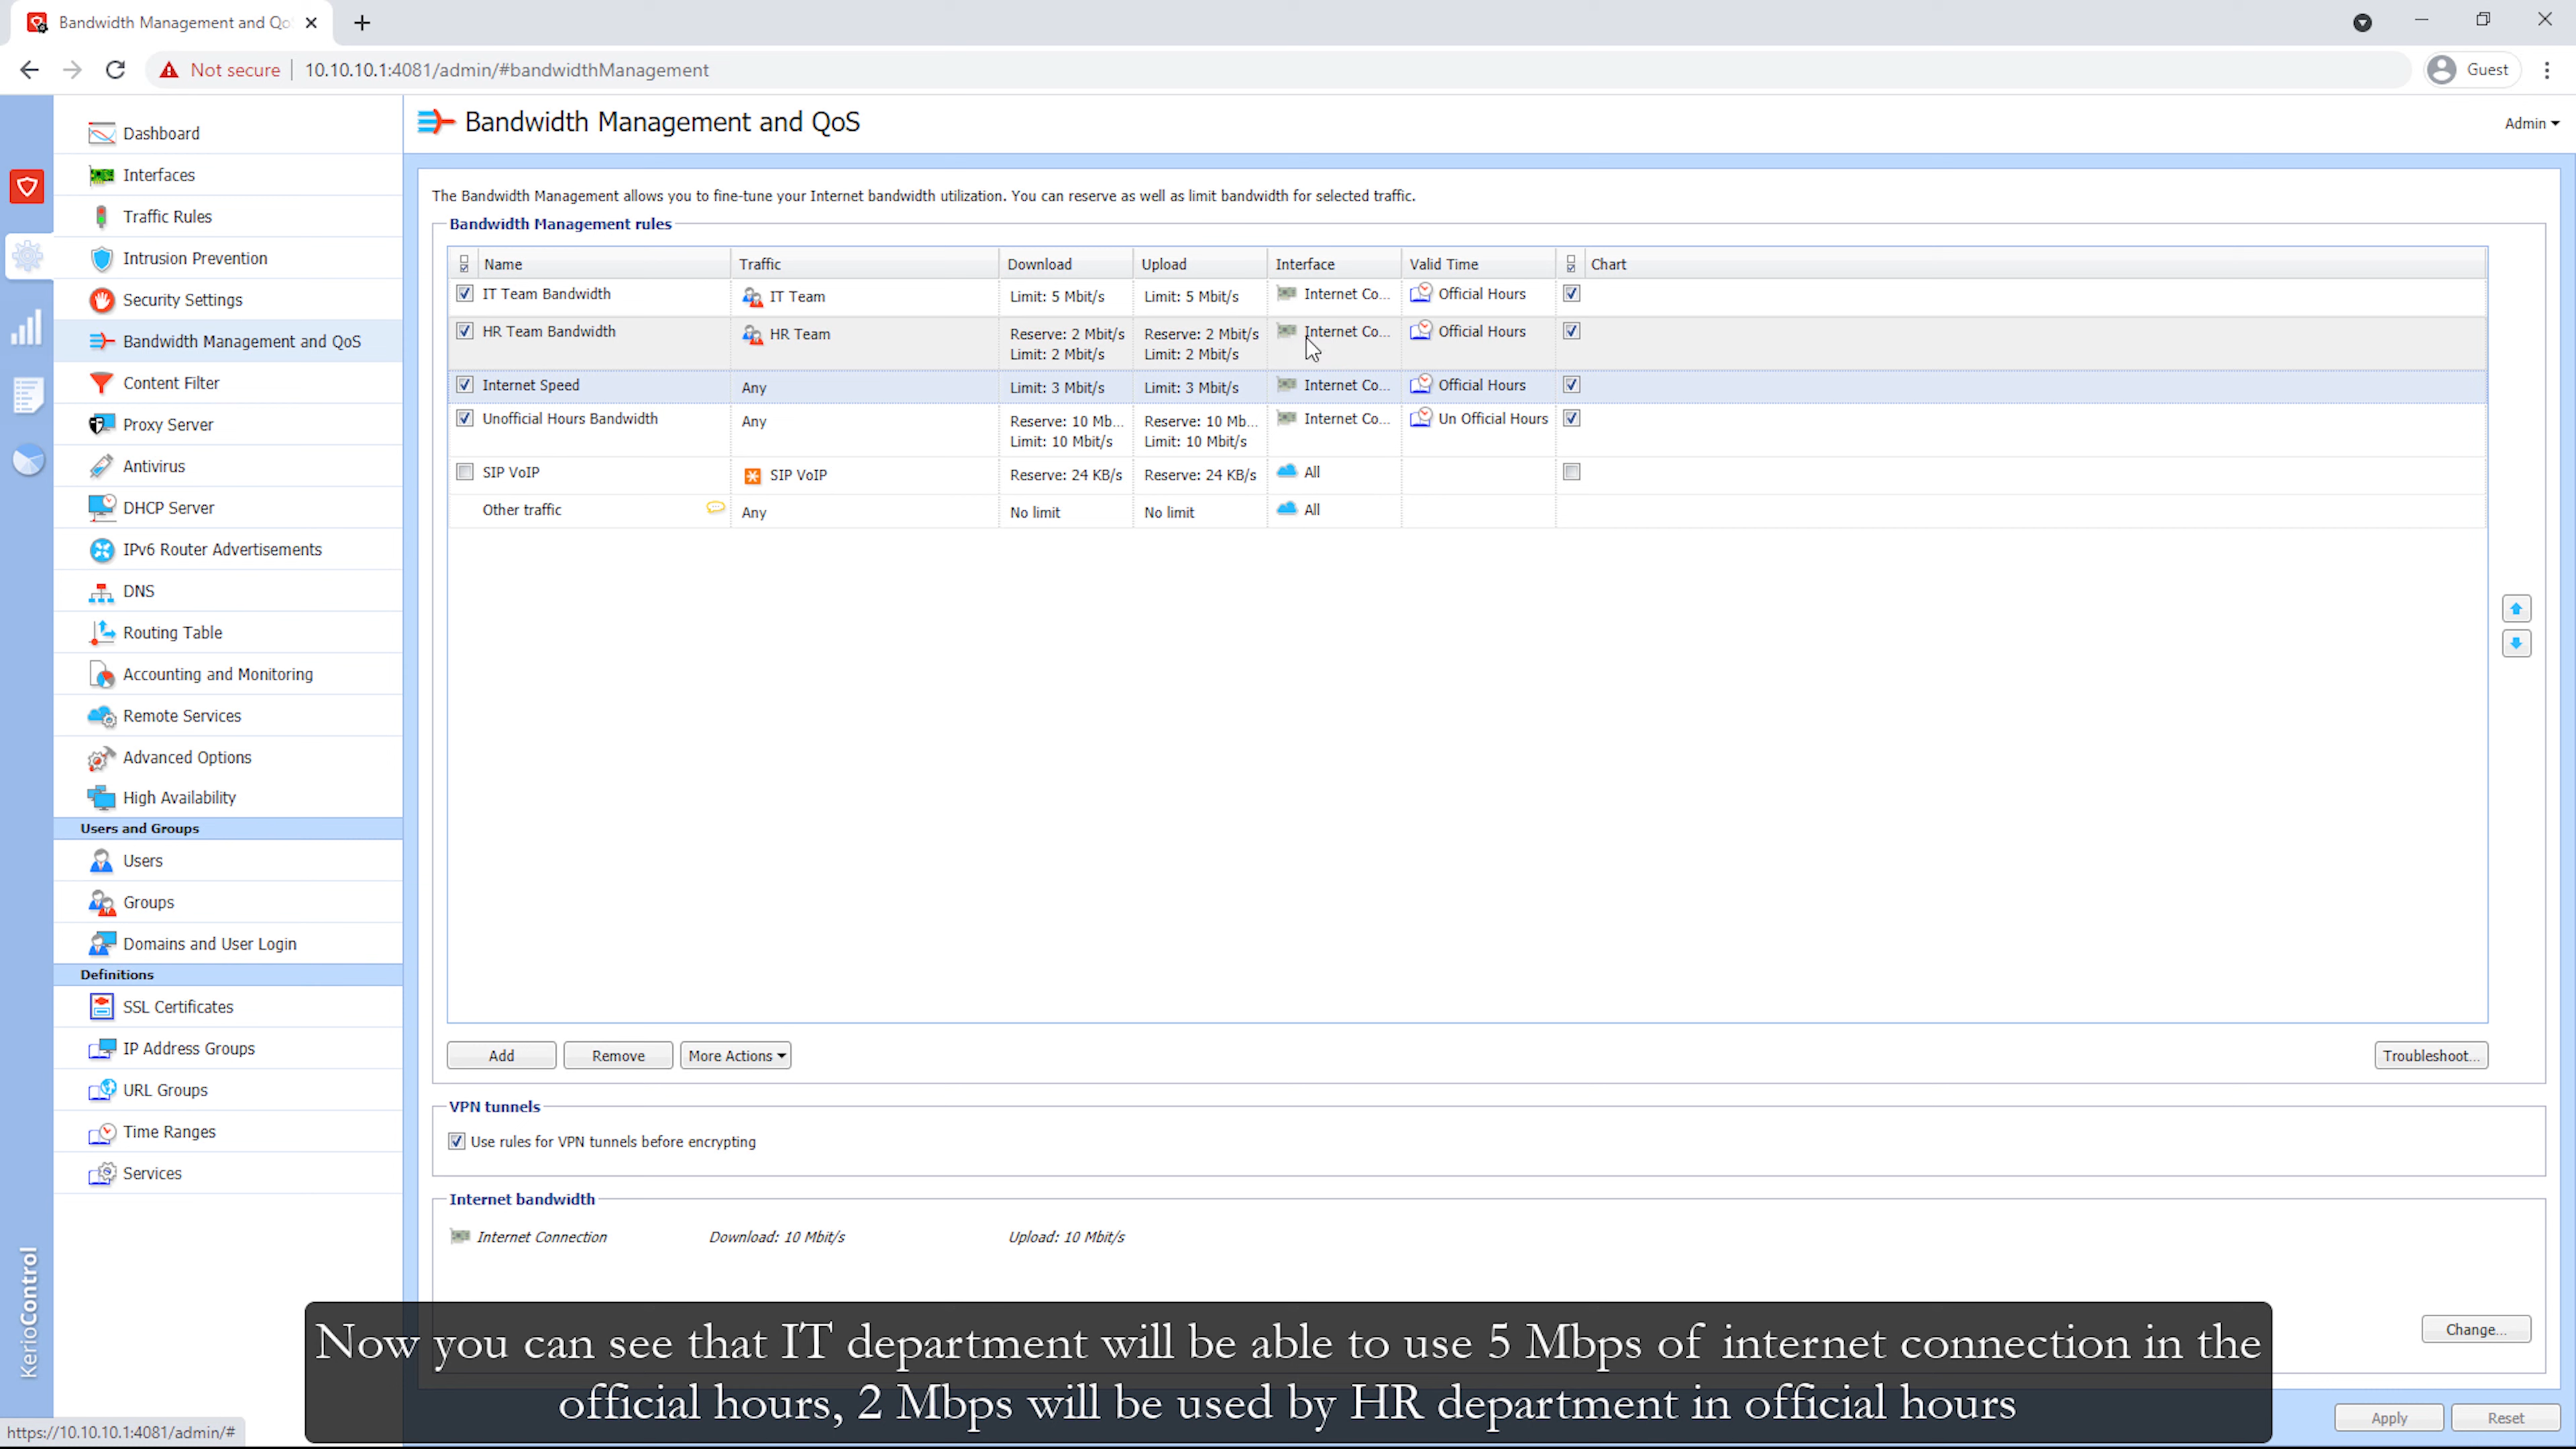 Bandwidth Management and Qo
Not secure
10.10.10.1:4081/admin/#bandwidthManagement
Guest
Dashboard
Interfaces
Traffic Rules
Intrusion Prevention
Security Settings
Bandwidth Management and QoS
Content Filter
Proxy Server
Antivirus
DHCP Server
IPv6 Router Advertisements
DNS
Routing Table
Accounting and Monitoring
Remote Services
Advanced Options
High Availability
Users and Groups
Users
Groups
Domains and User Login
Definitions
SSL Certificates
IP Address Groups
URL Groups
Time Ranges
Services
KerioControl
Bandwidth Management and QoS
Admin
The Bandwidth Management allows you to fine-tune your Internet bandwidth utilization. You can reserve as well as limit bandwidth for selected traffic.
Bandwidth Management rules
Name Traffic Download Upload Interface Valid Time Chart
IT Team Bandwidth IT Team Limit: 5 Mbit/s Limit: 5 Mbit/s Internet Co... Official Hours
HR Team Bandwidth HR Team Reserve: 2 Mbit/s Reserve: 2 Mbit/s Internet Co... Official Hours
Limit: 2 Mbit/s Limit: 2 Mbit/s
Internet Speed Any Limit: 3 Mbit/s Limit: 3 Mbit/s Internet Co... Official Hours
Unofficial Hours Bandwidth Any Reserve: 10 Mb... Reserve: 10 Mb... Internet Co... Un Official Hours
Limit: 10 Mbit/s Limit: 10 Mbit/s
SIP VoIP SIP VoIP Reserve: 24 KB/s Reserve: 24 KB/s All
Other traffic Any No limit No limit All
Add Remove More Actions Troubleshoot...
VPN tunnels
Use rules for VPN tunnels before encrypting
Internet bandwidth
Internet Connection Download: 10 Mbit/s Upload: 10 Mbit/s
Change...
Now you can see that IT department will be able to use 5 Mbps of internet connection in the
official hours, 2 Mbps will be used by HR department in official hours
Apply Reset
https://10.10.10.1:4081/admin/#